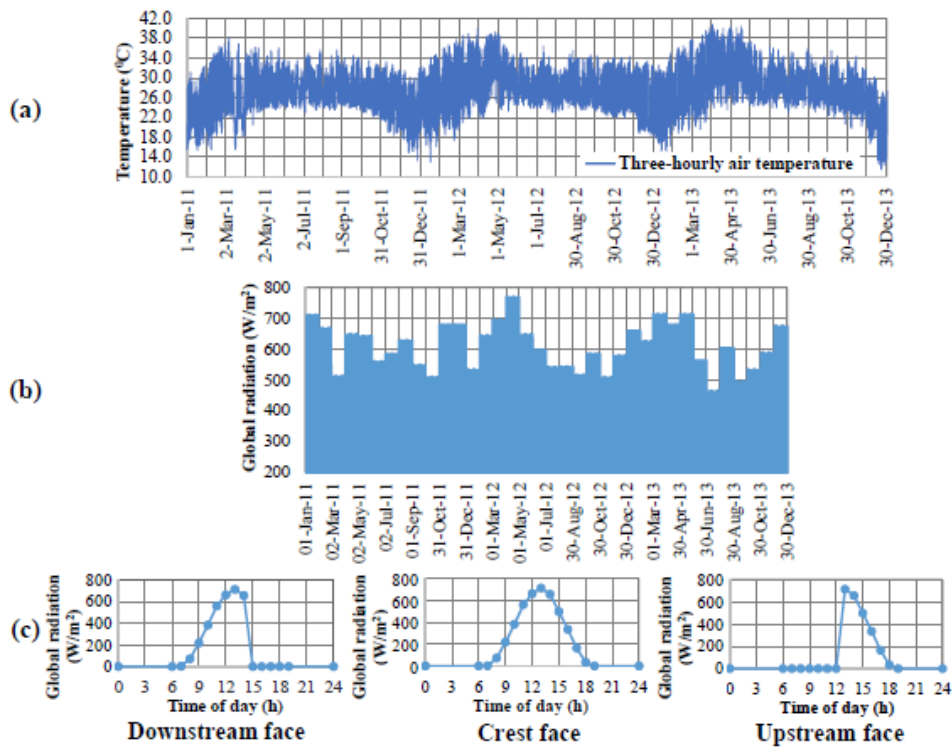 (a)
Temperature (⁰C)
42.0
38.0
34.0
30.0
26.0
22.0
18.0
14.0
10.0
Three-hourly air temperature
1-Jan-11
2-Mar-11
2-May-11
2-Jul-11
1-Sep-11
31-Oct-11
31-Dec-11
1-Mar-12
1-May-12
1-Jul-12
30-Aug-12
30-Oct-12
30-Dec-12
1-Mar-13
30-Apr-13
30-Jun-13
30-Aug-13
30-Oct-13
30-Dec-13
(b)
Global radiation (W/m²)
800
700
600
500
400
300
200
01-Jan-11
02-Mar-11
02-May-11
02-Jul-11
01-Sep-11
31-Oct-11
31-Dec-11
01-Mar-12
01-May-12
01-Jul-12
30-Aug-12
30-Oct-12
30-Dec-12
01-Mar-13
30-Apr-13
30-Jun-13
30-Aug-13
30-Oct-13
30-Dec-13
(c)
Global radiation
(W/m²)
800
600
400
200
0
0 3 6 9 12 15 18 21 24
Time of day (h)
Downstream face
Global radiation
(W/m²)
800
600
400
200
0
0 3 6 9 12 15 18 21 24
Time of day (h)
Crest face
Global radiation
(W/m²)
800
600
400
200
0
0 3 6 9 12 15 18 21 24
Time of day (h)
Upstream face